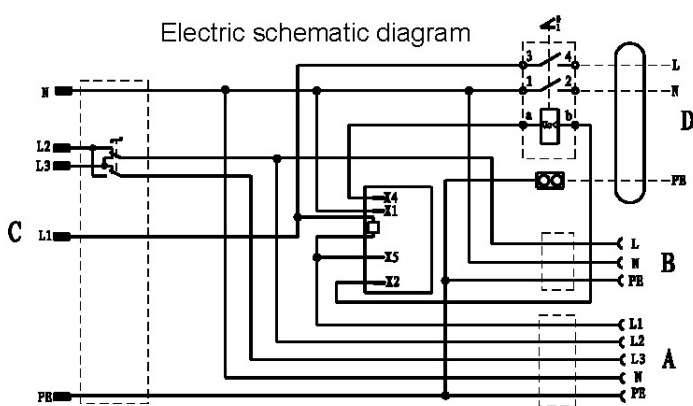 Electric schematic diagram
3 4
L
N
1 2
N
D
a b
L2
L3
PE
X4
X1
C
L1
L
X5
N
B
X2
PE
L1
L2
A
L3
N
PE
PE